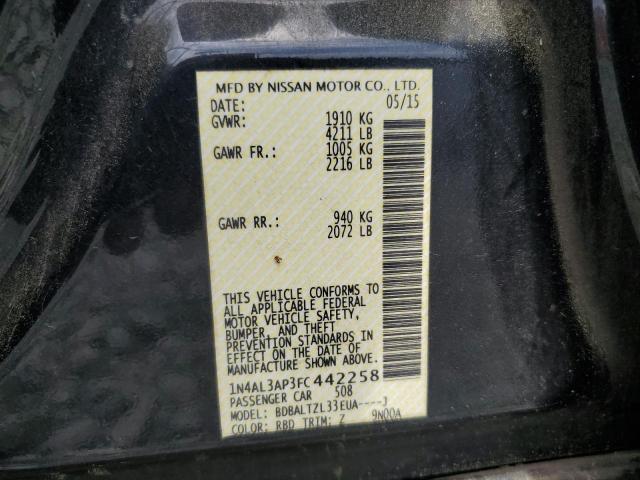 MFD BY NISSAN MOTOR CO., LTD.
DATE: 05/15
GVWR: 1910 KG
4211 LB
GAWR FR.: 1005 KG
2216 LB
GAWR RR.: 940 KG
2072 LB
THIS VEHICLE CONFORMS TO
ALL APPLICABLE FEDERAL
MOTOR VEHICLE SAFETY,
BUMPER, AND THEFT
PREVENTION STANDARDS IN
EFFECT ON THE DATE OF
MANUFACTURE SHOWN ABOVE.
1N4AL3AP3FC442258
PASSENGER CAR 508
MODEL: BDBALTZL33EUA----J
COLOR: RBD TRIM: Z 9N00A